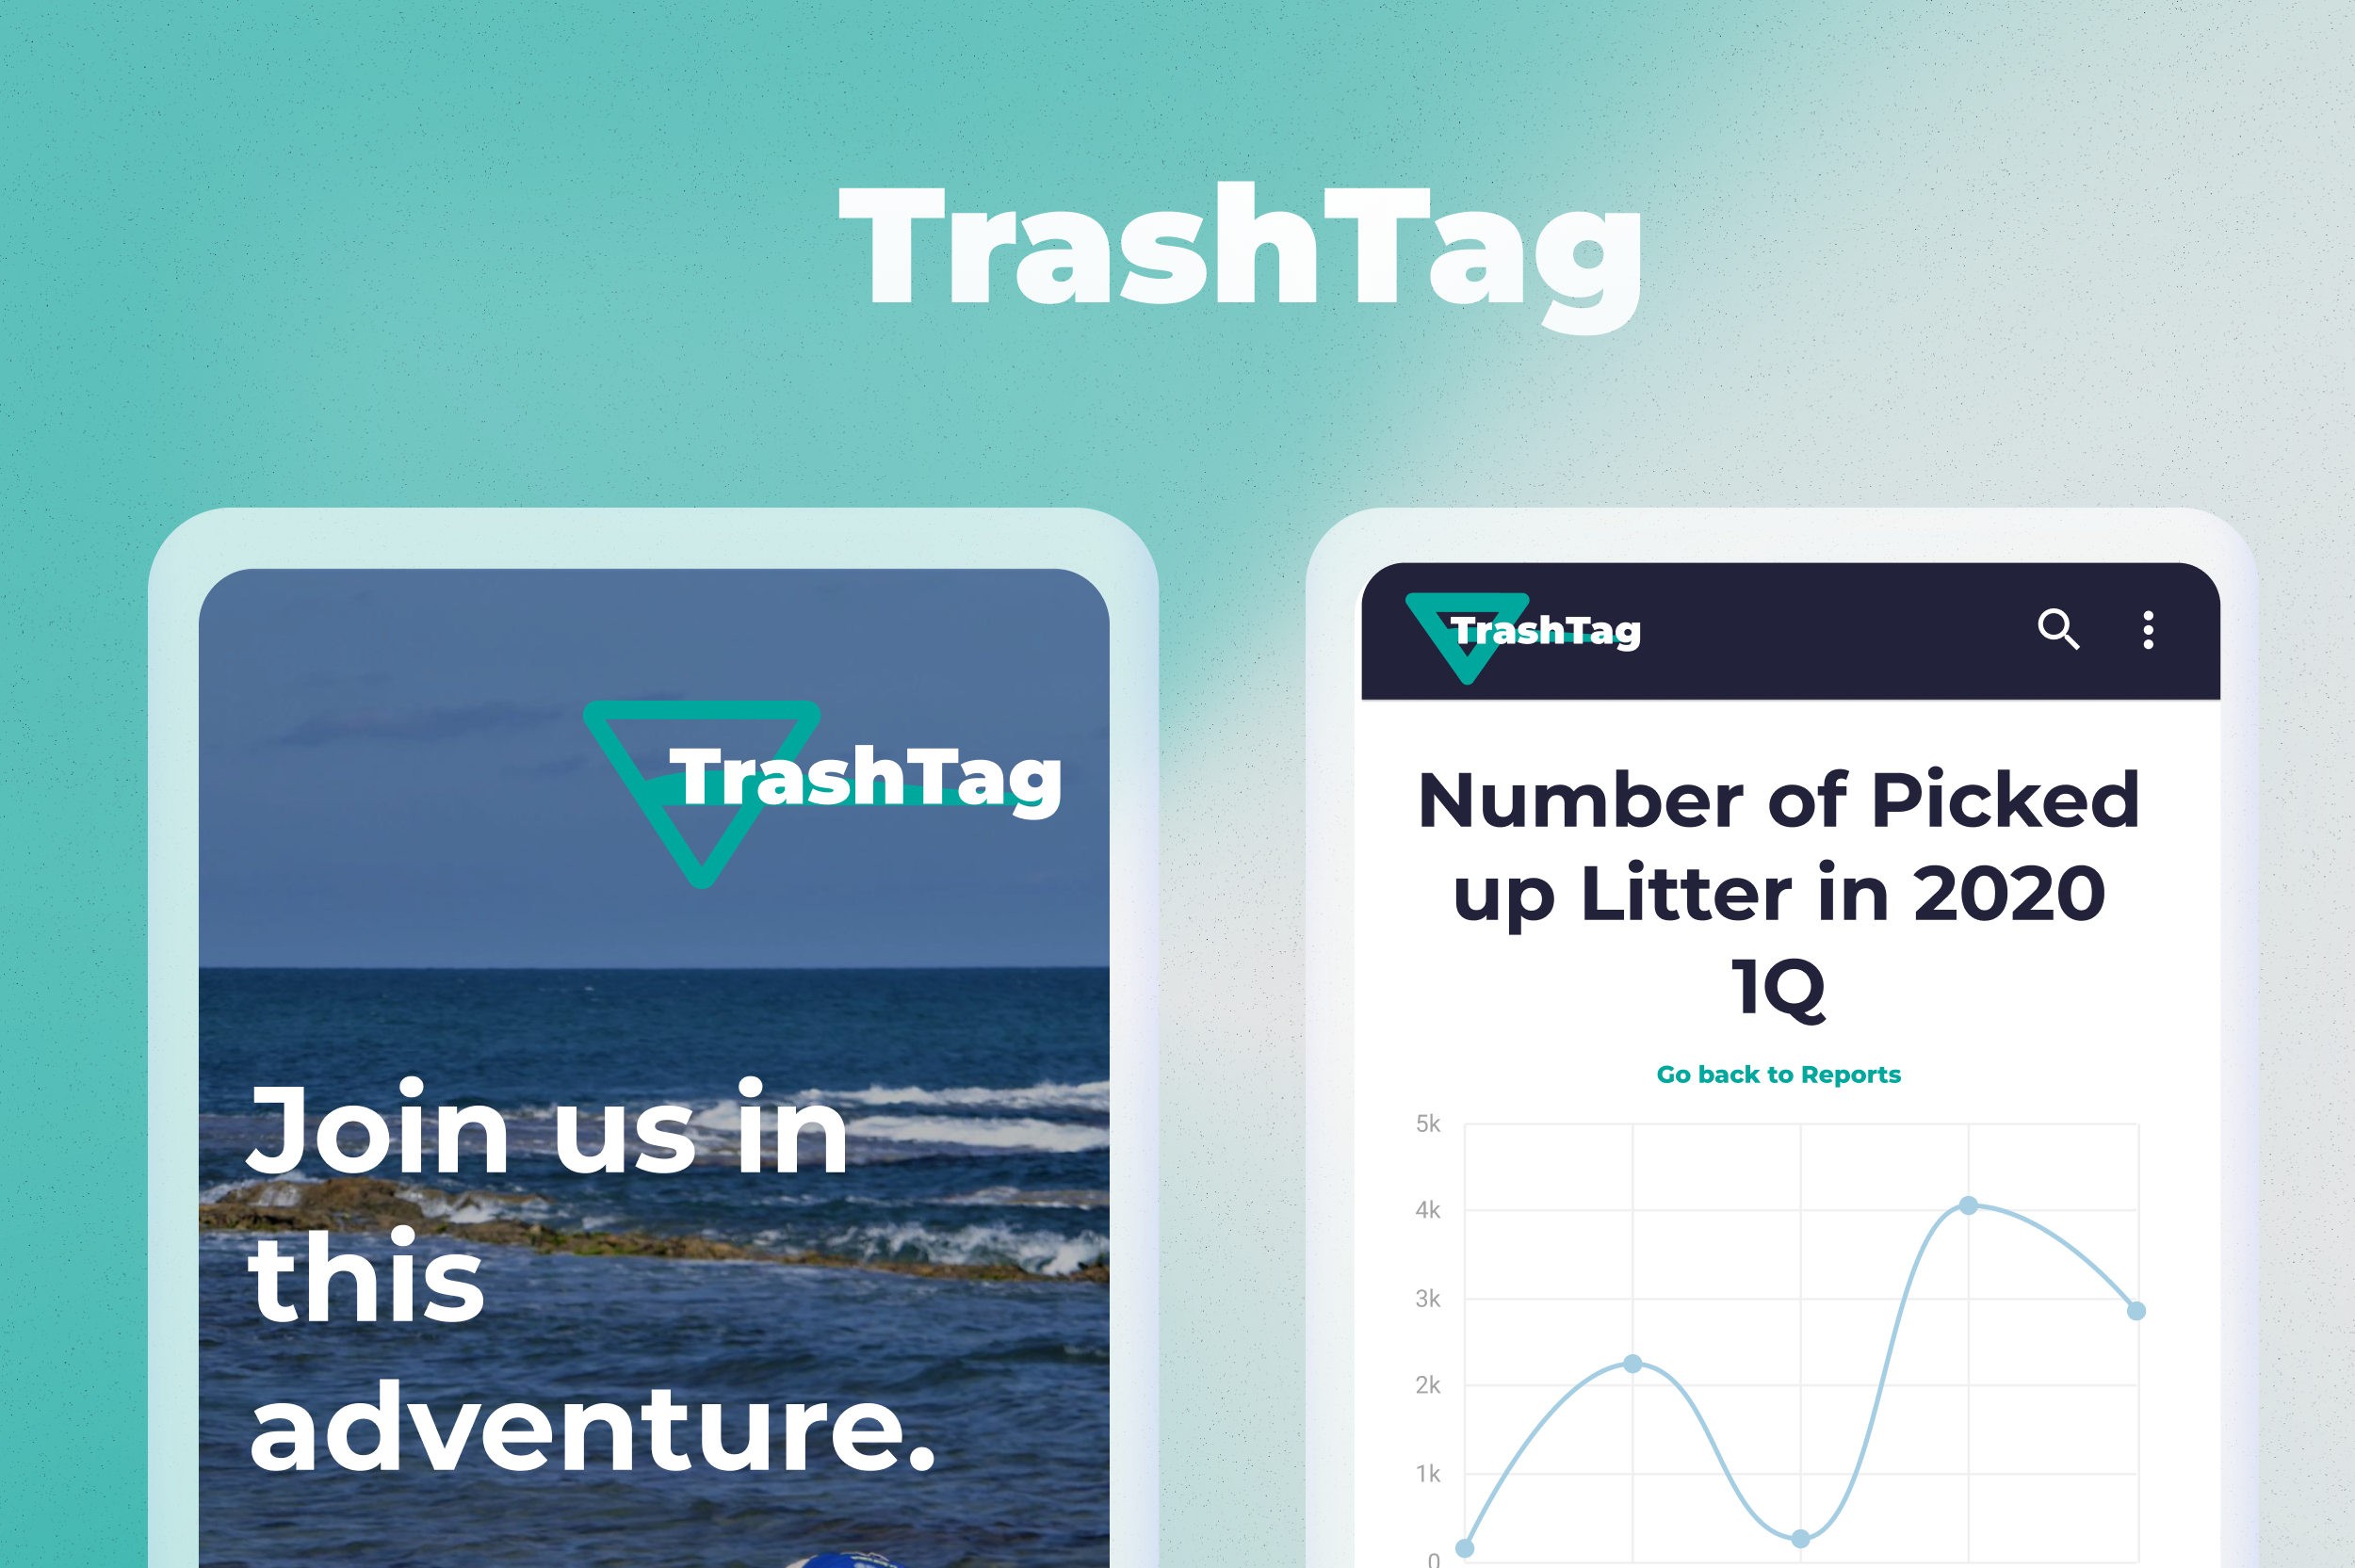 TrashTag
TrashTag
Join us in
this
adventure.
TrashTag
Number of Picked
up Litter in 2020
1Q
Go back to Reports
5k
4k
3k
2k
1k
0